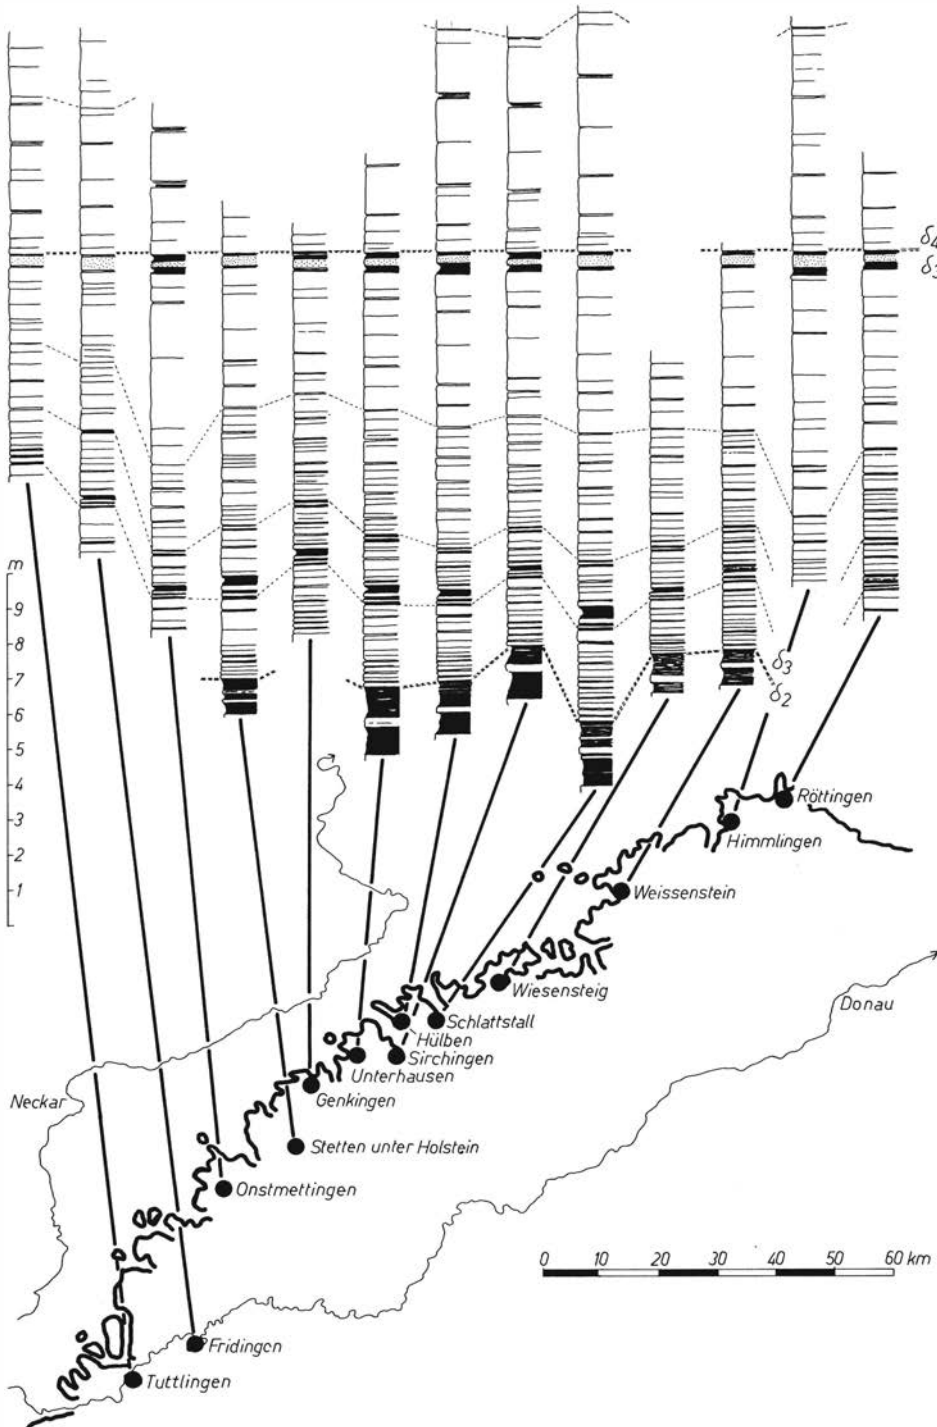 δ4
δ3
m
9
8
7
6
5
4
3
2
1
δ3
δ2
Röttingen
Himmlingen
Weissenstein
Wiesensteig
Donau
Schlattstall
Hülben
Sirchingen
Unterhausen
Neckar
Genkingen
Stetten unter Holstein
Onstmettingen
0 10 20 30 40 50 60 km
Fridingen
Tuttlingen